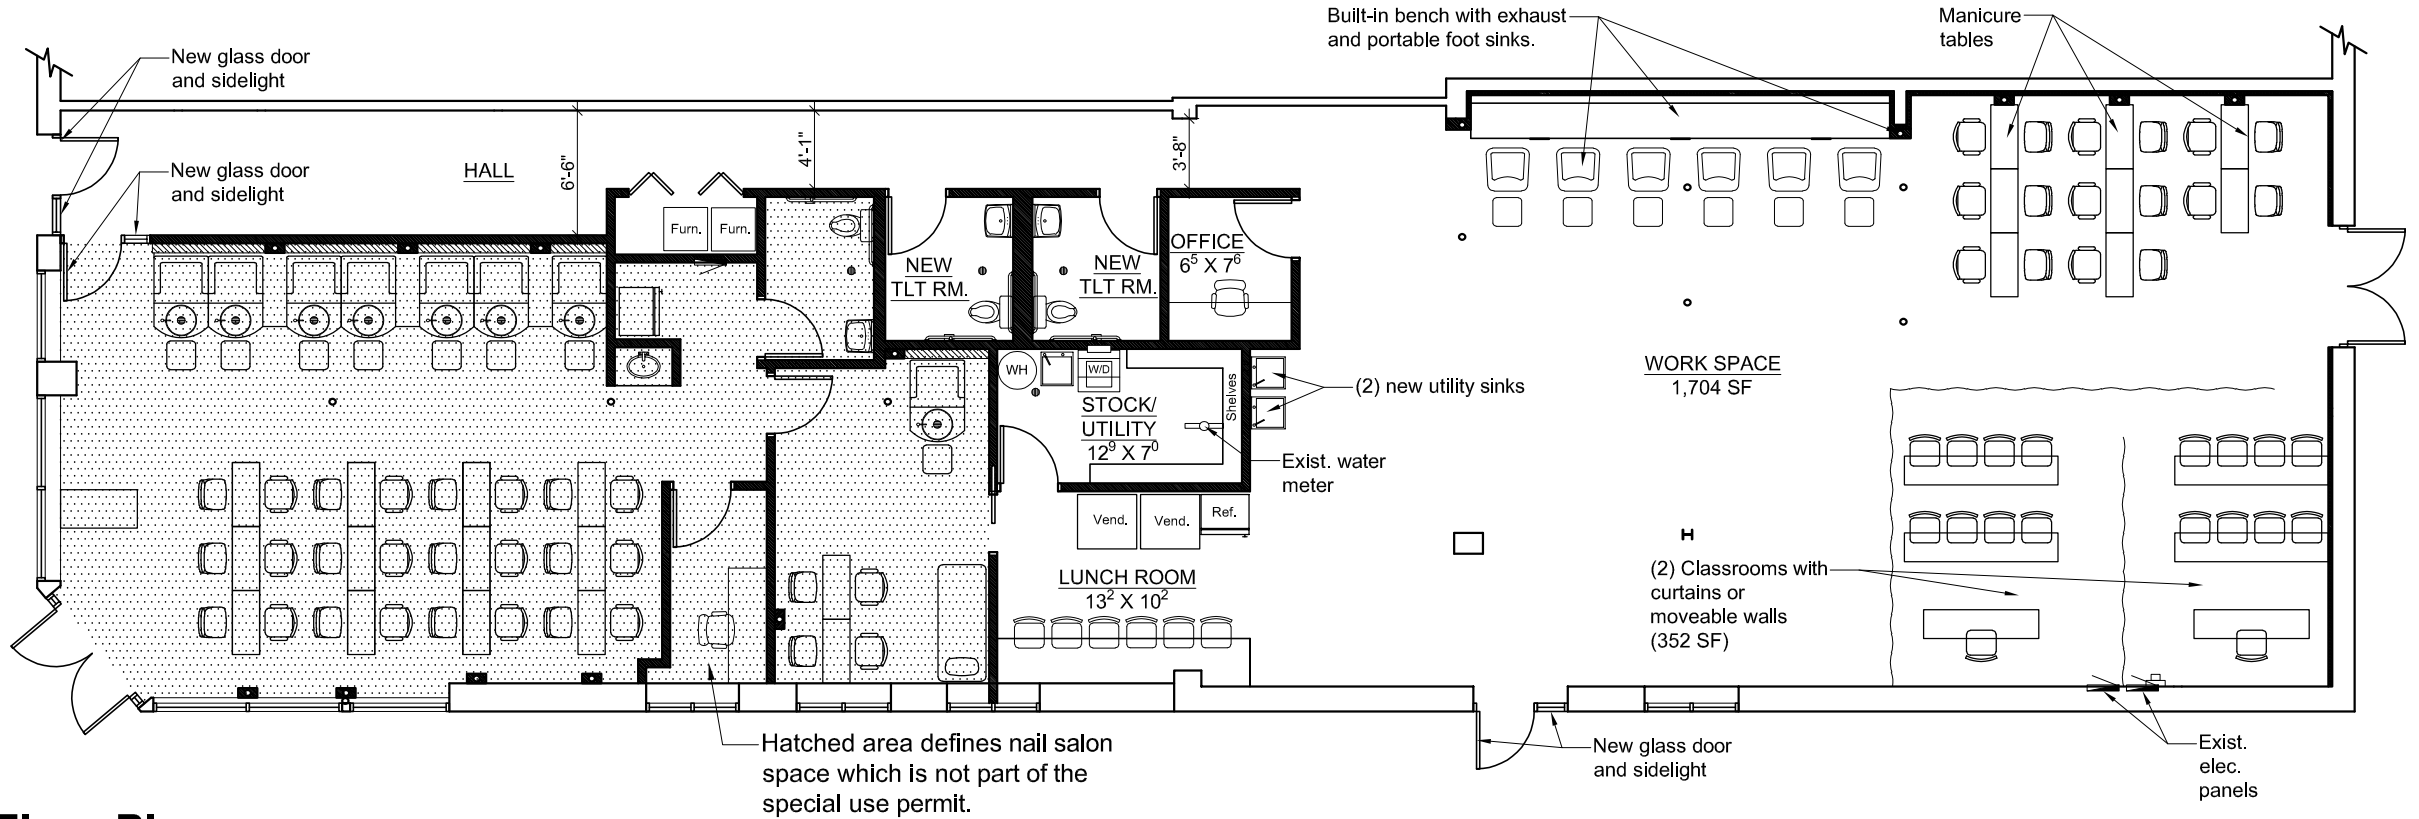 Built-in bench with exhaust
and portable foot sinks.
Manicure
tables
New glass door
and sidelight
New glass door
and sidelight
HALL
6'-6"
4'-1"
3'-8"
Furn.
Furn.
NEW
TLT RM.
NEW
TLT RM.
OFFICE
6⁵ X 7⁶
WORK SPACE
1,704 SF
WH
W/D
Shelves
(2) new utility sinks
STOCK/
UTILITY
12⁹ X 7⁰
Exist. water
meter
Vend.
Vend.
Ref.
LUNCH ROOM
13² X 10²
(2) Classrooms with
curtains or
moveable walls
(352 SF)
Hatched area defines nail salon
space which is not part of the
special use permit.
New glass door
and sidelight
Exist.
elec.
panels